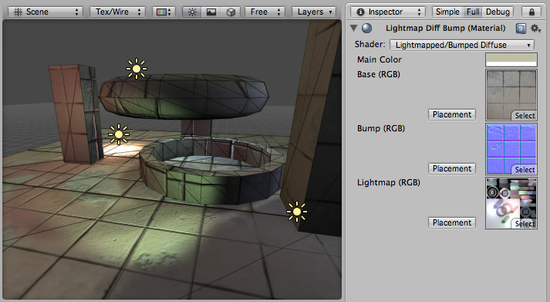 Scene
Tex/Wire
Free
Layers
Inspector
Simple Full Debug
Lightmap Diff Bump (Material)
Shader: Lightmapped/Bumped Diffuse
Main Color
Base (RGB)
Placement
Select
Bump (RGB)
Placement
Select
Lightmap (RGB)
Placement
Select